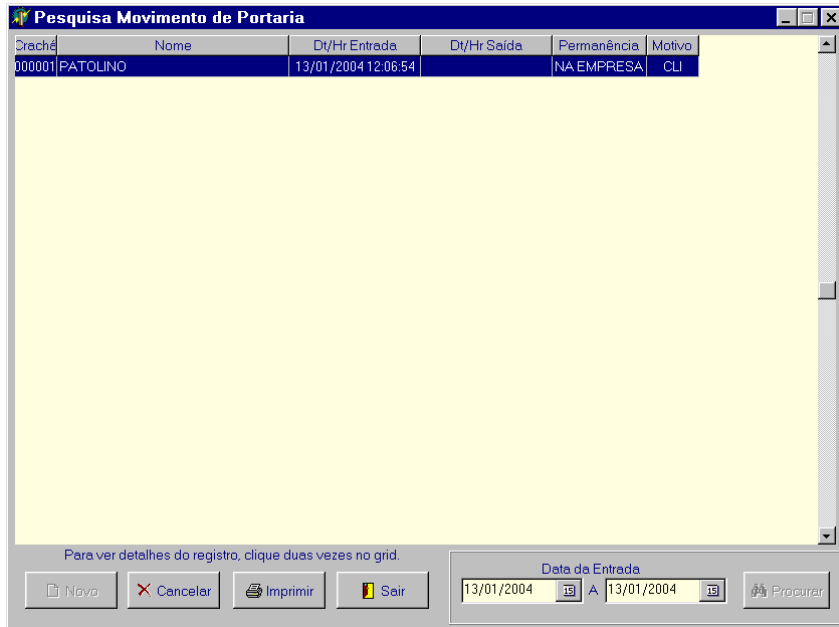 Pesquisa Movimento de Portaria
Crachá Nome Dt/Hr Entrada Dt/Hr Saída Permanência Motivo
000001 PATOLINO 13/01/2004 12:06:54 NA EMPRESA CLI
Para ver detalhes do registro, clique duas vezes no grid.
Data da Entrada
Novo Cancelar Imprimir Sair 13/01/2004 15 A 13/01/2004 15 Procurar